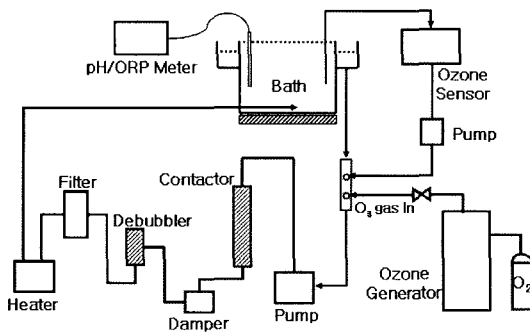 pH/ORP Meter
Bath
Ozone
Sensor
Pump
Filter
Contactor
Debubbler
O₃ gas In
Heater
Damper
Pump
Ozone
Generator
O₂